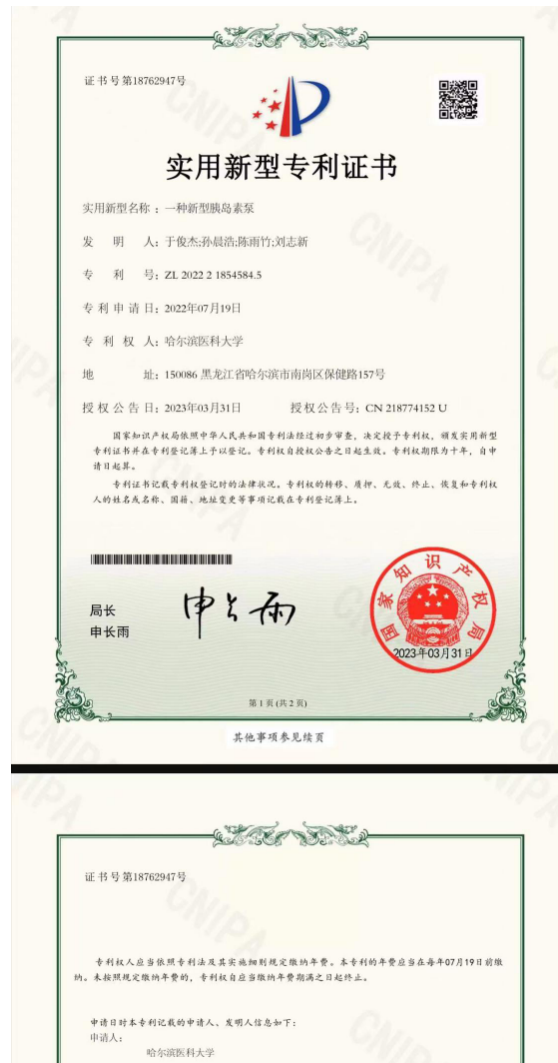 证书号第18762947号
实用新型专利证书
实用新型名称：一种新型胰岛素泵
发明人：于俊杰;孙晨浩;陈雨竹;刘志新
专利号：ZL 2022 2 1854584.5
专利申请日：2022年07月19日
专利权人：哈尔滨医科大学
地址：150086 黑龙江省哈尔滨市南岗区保健路157号
授权公告日：2023年03月31日 授权公告号：CN 218774152 U
国家知识产权局依照中华人民共和国专利法经过初步审查，决定授予专利权，颁发实用新型
专利证书并在专利登记簿上予以登记。专利权自授权公告之日起生效。专利权期限为十年，自申
请日起算。
专利证书记载专利权登记时的法律状况。专利权的转移、质押、无效、终止、恢复和专利权
人的姓名或名称、国籍、地址变更等事项记载在专利登记簿上。
局长
申长雨
申长雨
国家知识产权局
2023年03月31日
第1页(共2页)
其他事项参见续页
证书号第18762947号
专利权人应当依照专利法及其实施细则规定缴纳年费。本专利的年费应当在每年07月19日前缴
纳。未按照规定缴纳年费的，专利权自应当缴纳年费期满之日起终止。
申请日时本专利记载的申请人、发明人信息如下：
申请人：
哈尔滨医科大学
CNIPA
CNIPA
CNIPA
CNIPA
CNIPA